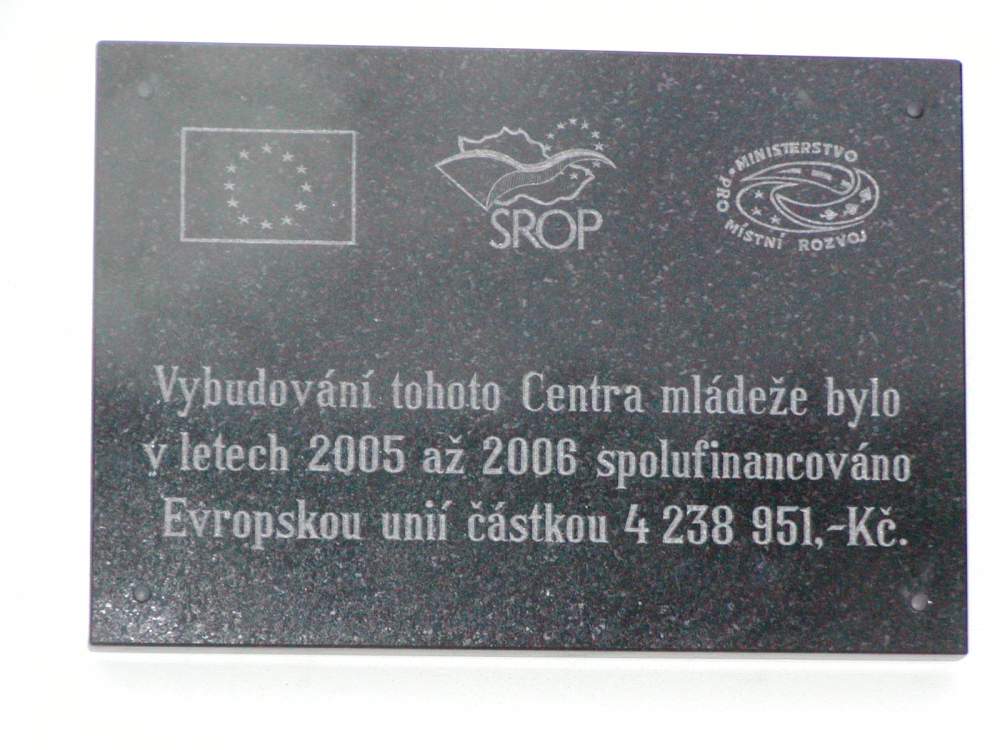 SROP
MINISTERSTVO
PRO
MÍSTNÍ ROZVOJ
Vybudování tohoto Centra mládeže bylo
v letech 2005 až 2006 spolufinancováno
Evropskou unií částkou 4 238 951,-Kč.